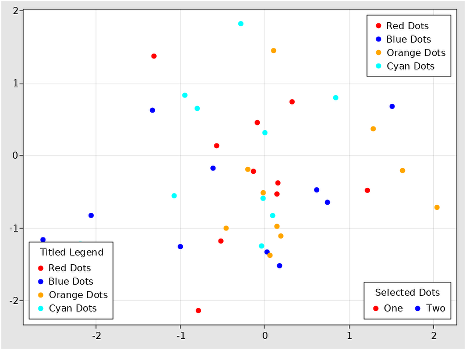 2
1
0
-1
-2
Red Dots
Blue Dots
Orange Dots
Cyan Dots
Titled Legend
Red Dots
Blue Dots
Orange Dots
Cyan Dots
Selected Dots
One Two
-2 -1 0 1 2